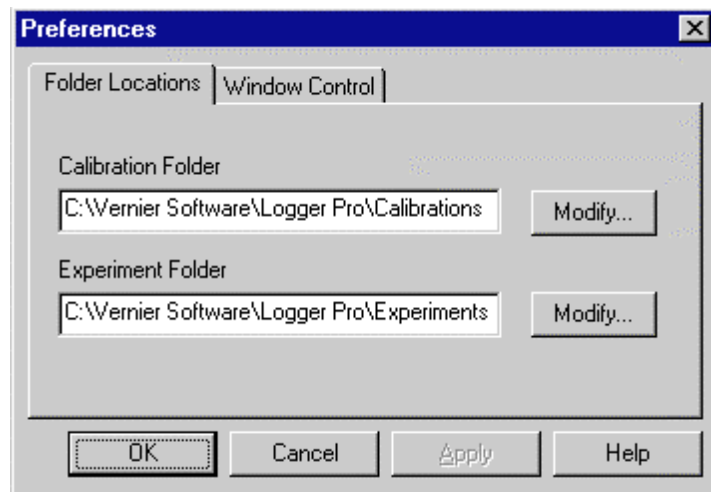 Preferences
Folder Locations
Window Control
Calibration Folder
C:\Vernier Software\Logger Pro\Calibrations
Modify...
Experiment Folder
C:\Vernier Software\Logger Pro\Experiments
Modify...
OK
Cancel
Apply
Help